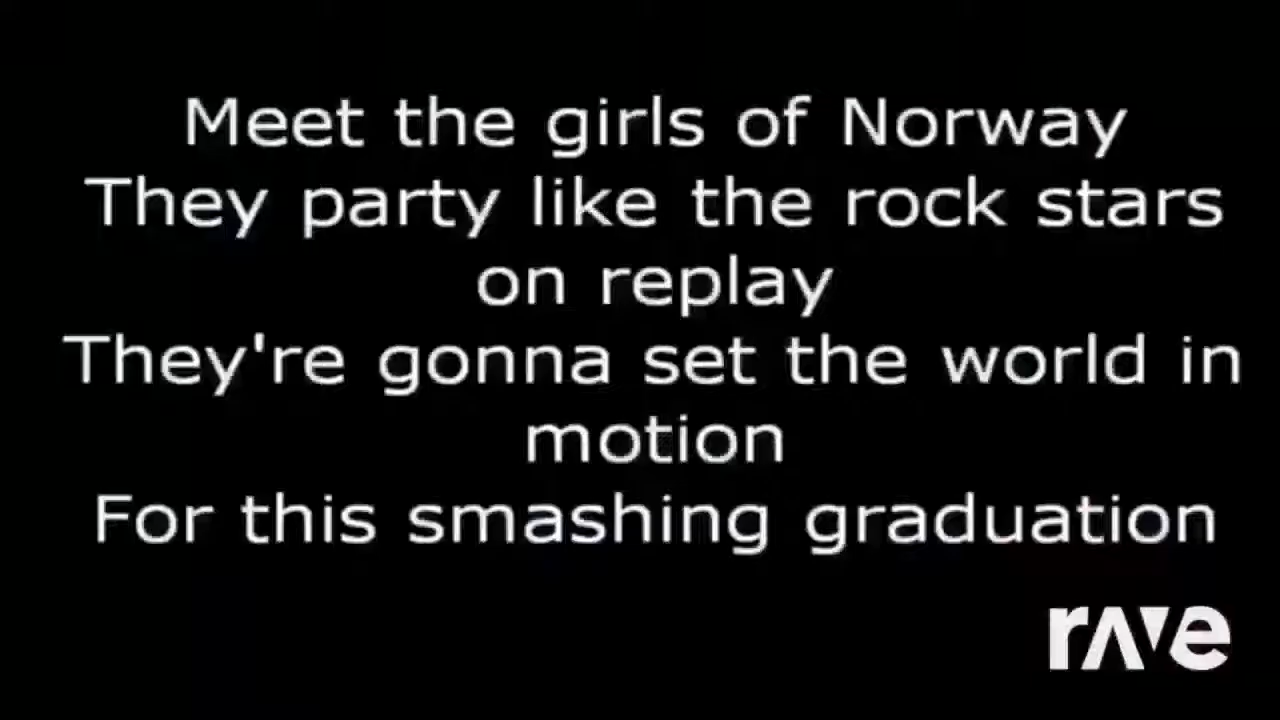 Meet the girls of Norway
They party like the rock stars
on replay
They're gonna set the world in
motion
For this smashing graduation
rave